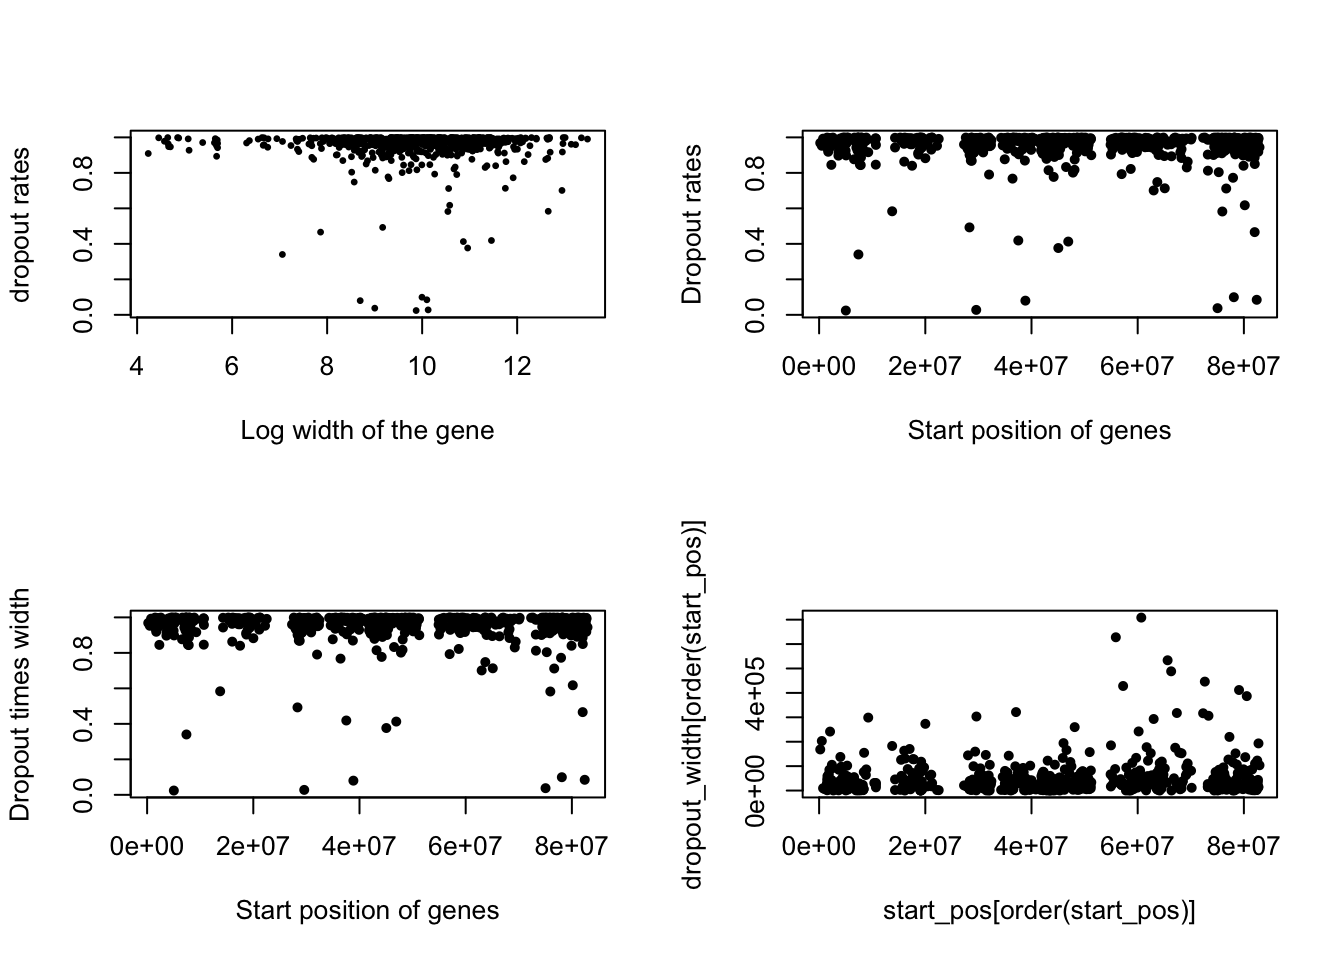 dropout rates
0.0 0.4 0.8
4 6 8 10 12
Log width of the gene
Dropout rates
0.0 0.4 0.8
0e+00 2e+07 4e+07 6e+07 8e+07
Start position of genes
Dropout times width
0.0 0.4 0.8
0e+00 2e+07 4e+07 6e+07 8e+07
Start position of genes
dropout_width[order(start_pos)]
0e+00 4e+05
0e+00 2e+07 4e+07 6e+07 8e+07
start_pos[order(start_pos)]